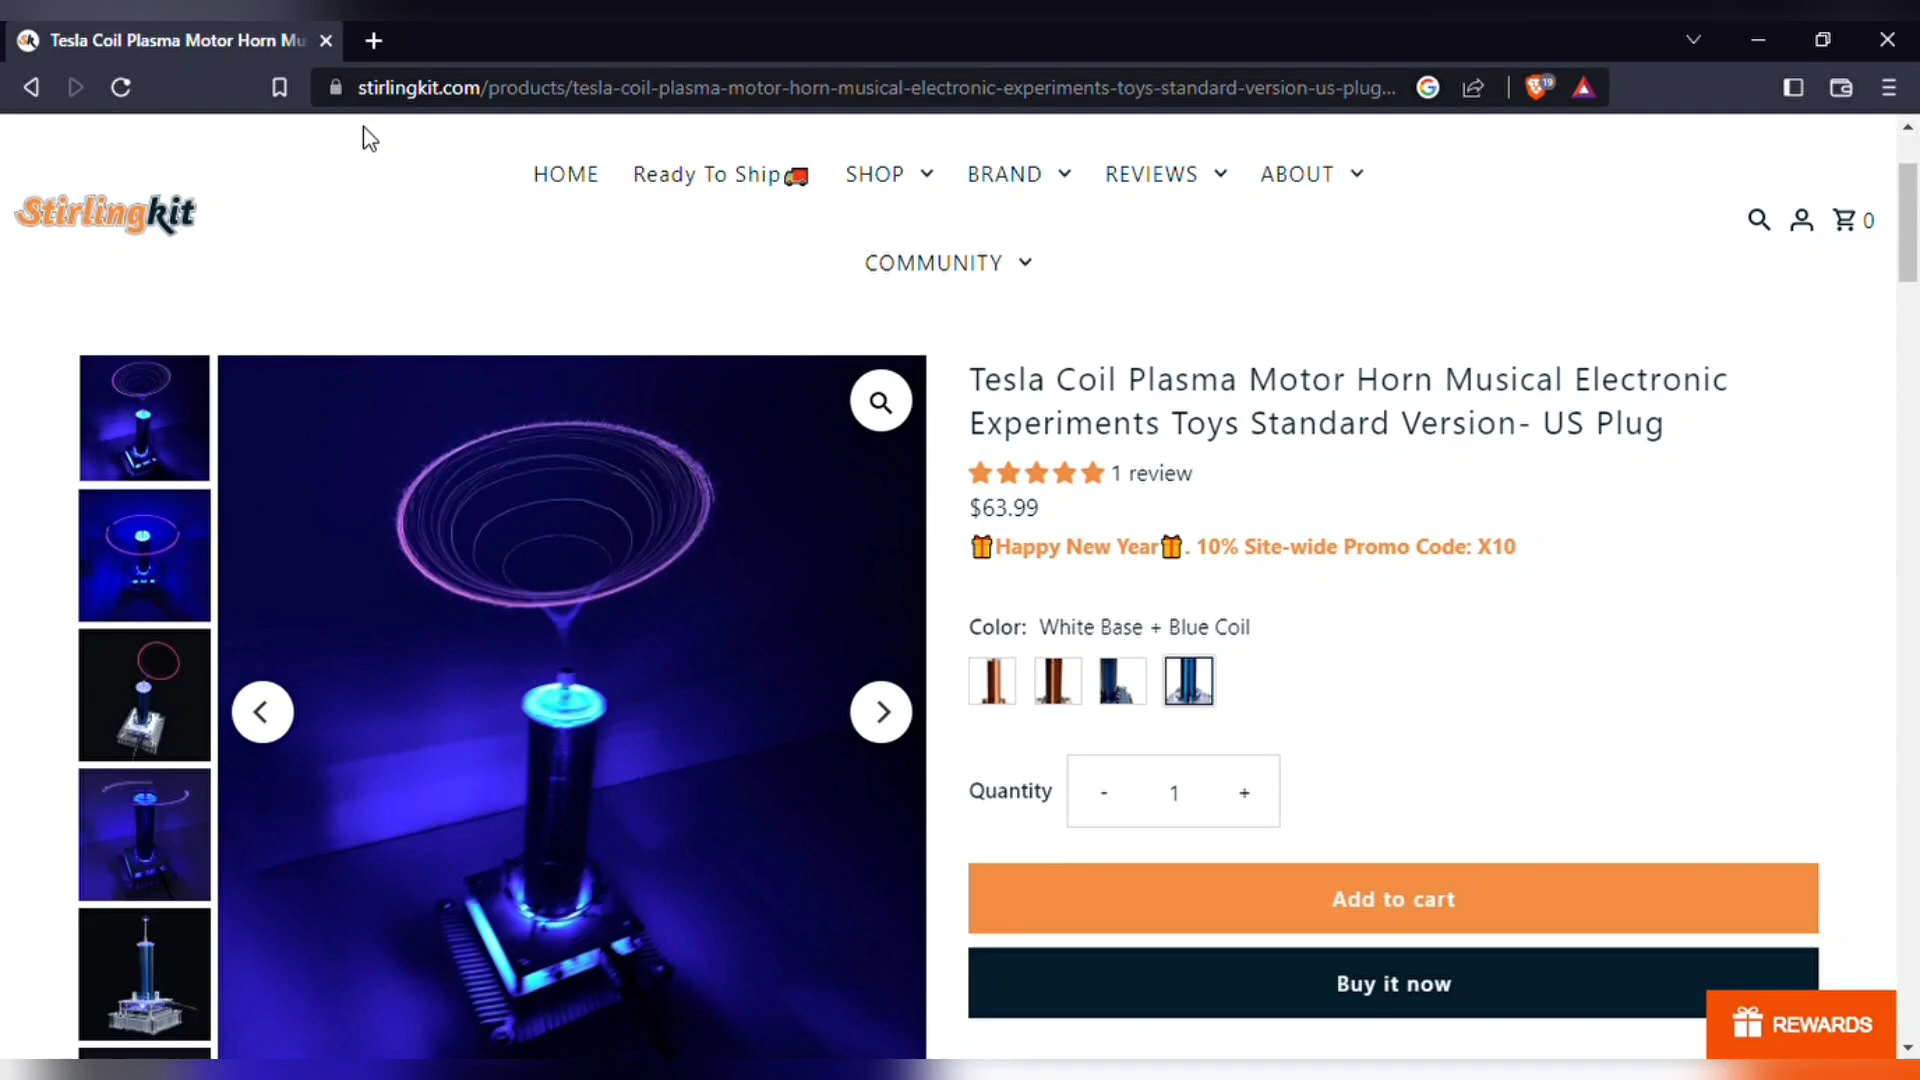 Tesla Coil Plasma Motor Horn Mu
stirlingkit.com/products/tesla-coil-plasma-motor-horn-musical-electronic-experiments-toys-standard-version-us-plug...
19
HOME Ready To Ship SHOP BRAND REVIEWS ABOUT
Stirlingkit
0
COMMUNITY
Tesla Coil Plasma Motor Horn Musical Electronic
Experiments Toys Standard Version- US Plug
1 review
$63.99
Happy New Year. 10% Site-wide Promo Code: X10
Color: White Base + Blue Coil
Quantity - 1 +
Add to cart
Buy it now
REWARDS